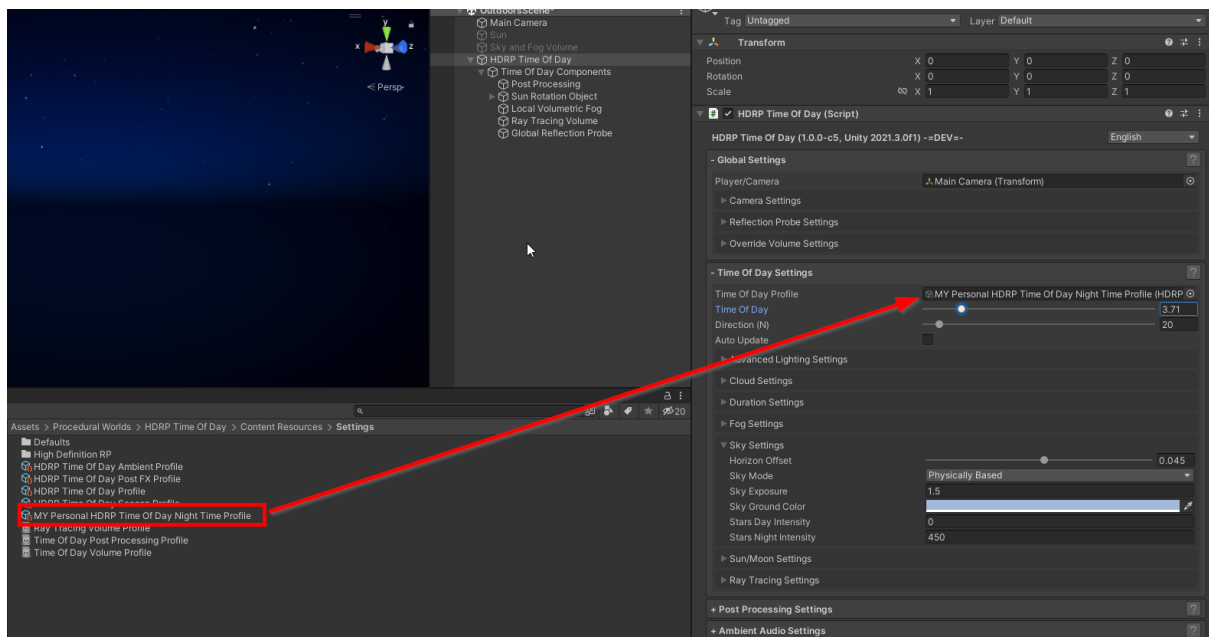 OutdoorsScene*
Main Camera
Sun
Sky and Fog Volume
HDRP Time Of Day
Time Of Day Components
Post Processing
Sun Rotation Object
Local Volumetric Fog
Ray Tracing Volume
Global Reflection Probe
y
x
z
Persp
20
Assets > Procedural Worlds > HDRP Time Of Day > Content Resources > Settings
Defaults
High Definition RP
HDRP Time Of Day Ambient Profile
HDRP Time Of Day Post FX Profile
HDRP Time Of Day Profile
HDRP Time Of Day Season Profile
MY Personal HDRP Time Of Day Night Time Profile
Ray Tracing Volume Profile
Time Of Day Post Processing Profile
Time Of Day Volume Profile
Tag Untagged Layer Default
Transform
Position X 0 Y 0 Z 0
Rotation X 0 Y 0 Z 0
Scale X 1 Y 1 Z 1
HDRP Time Of Day (Script)
HDRP Time Of Day (1.0.0-c5, Unity 2021.3.0f1) -=DEV=- English
- Global Settings ?
Player/Camera Main Camera (Transform)
Camera Settings
Reflection Probe Settings
Override Volume Settings
- Time Of Day Settings ?
Time Of Day Profile MY Personal HDRP Time Of Day Night Time Profile (HDRP
Time Of Day 3.71
Direction (N) 20
Auto Update
Advanced Lighting Settings
Cloud Settings
Duration Settings
Fog Settings
Sky Settings
Horizon Offset 0.045
Sky Mode Physically Based
Sky Exposure 1.5
Sky Ground Color
Stars Day Intensity 0
Stars Night Intensity 450
Sun/Moon Settings
Ray Tracing Settings
+ Post Processing Settings ?
+ Ambient Audio Settings ?